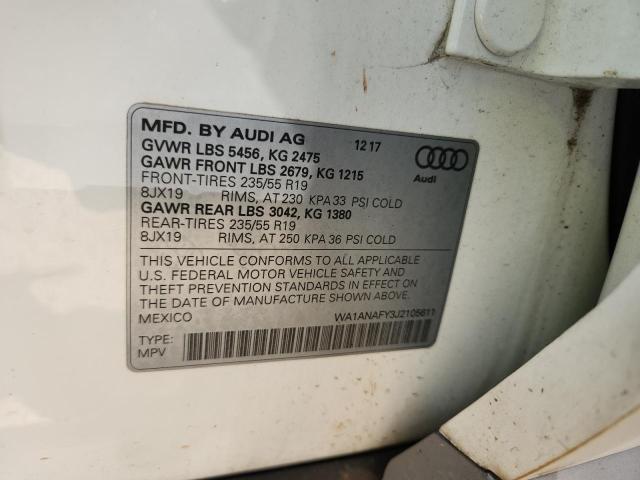 MFD. BY AUDI AG 12 17
GVWR LBS 5456, KG 2475
GAWR FRONT LBS 2679, KG 1215
FRONT-TIRES 235/55 R19
8JX19 RIMS, AT 230 KPA 33 PSI COLD
GAWR REAR LBS 3042, KG 1380
REAR-TIRES 235/55 R19
8JX19 RIMS, AT 250 KPA 36 PSI COLD
Audi
THIS VEHICLE CONFORMS TO ALL APPLICABLE
U.S. FEDERAL MOTOR VEHICLE SAFETY AND
THEFT PREVENTION STANDARDS IN EFFECT ON
THE DATE OF MANUFACTURE SHOWN ABOVE.
MEXICO WA1ANAFY3J2105611
TYPE:
MPV